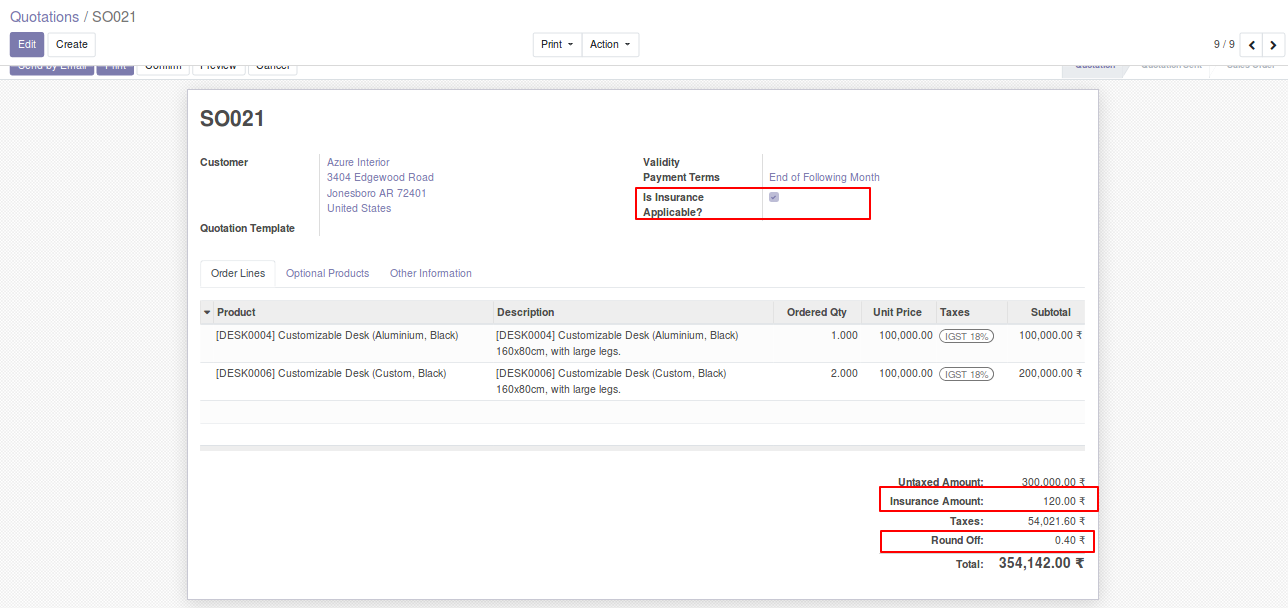 Quotations / SO021
Edit Create Print Action 9 / 9
Send by Email Print Confirm Preview Cancel Quotation Quotation Sent Sales Order
SO021
Customer Azure Interior Validity
3404 Edgewood Road Payment Terms End of Following Month
Jonesboro AR 72401 Is Insurance
United States Applicable?
Quotation Template
Order Lines Optional Products Other Information
Product Description Ordered Qty Unit Price Taxes Subtotal
[DESK0004] Customizable Desk (Aluminium, Black) [DESK0004] Customizable Desk (Aluminium, Black) 1.000 100,000.00 IGST 18% 100,000.00 ₹
160x80cm, with large legs.
[DESK0006] Customizable Desk (Custom, Black) [DESK0006] Customizable Desk (Custom, Black) 2.000 100,000.00 IGST 18% 200,000.00 ₹
160x80cm, with large legs.
Untaxed Amount: 300,000.00 ₹
Insurance Amount: 120.00 ₹
Taxes: 54,021.60 ₹
Round Off: 0.40 ₹
Total: 354,142.00 ₹